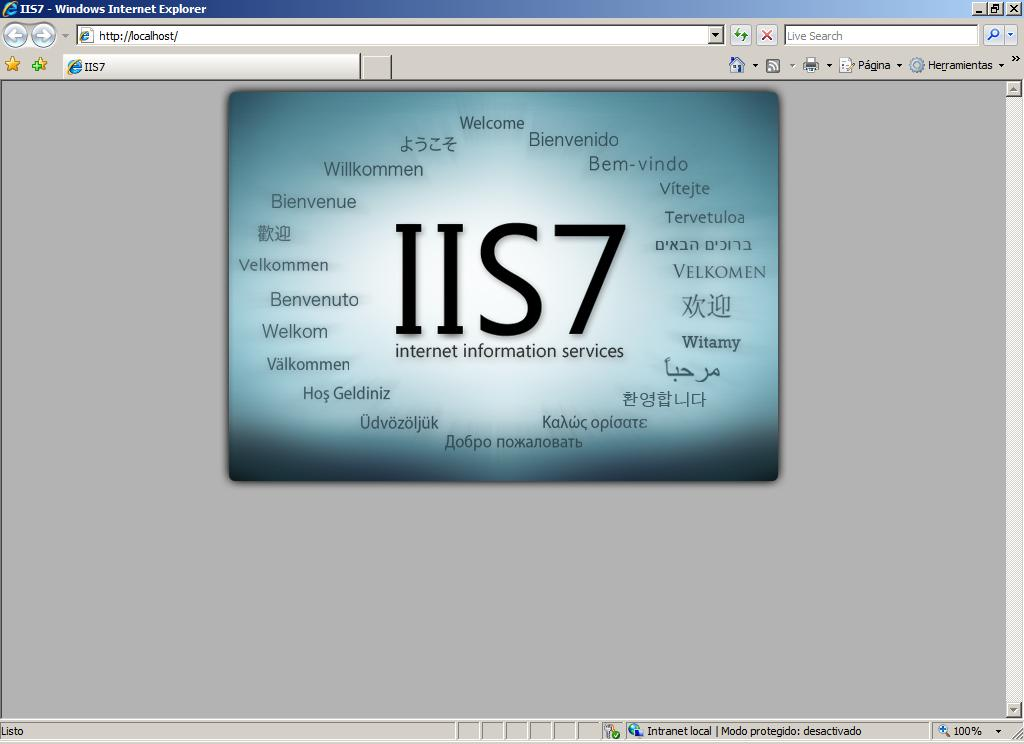 IIS7 - Windows Internet Explorer
http://localhost/
Live Search
IIS7
Página
Herramientas
»
Welcome
ようこそ
Bienvenido
Willkommen
Bem-vindo
Vítejte
Bienvenue
Tervetuloa
歡迎
ברוכים הבאים
Velkommen
VELKOMEN
Benvenuto
欢迎
IIS7
Welkom
Witamy
internet information services
Välkommen
مرحباً
Hoş Geldiniz
환영합니다
Üdvözöljük
Καλώς ορίσατε
Добро пожаловать
Listo
Intranet local | Modo protegido: desactivado
100%